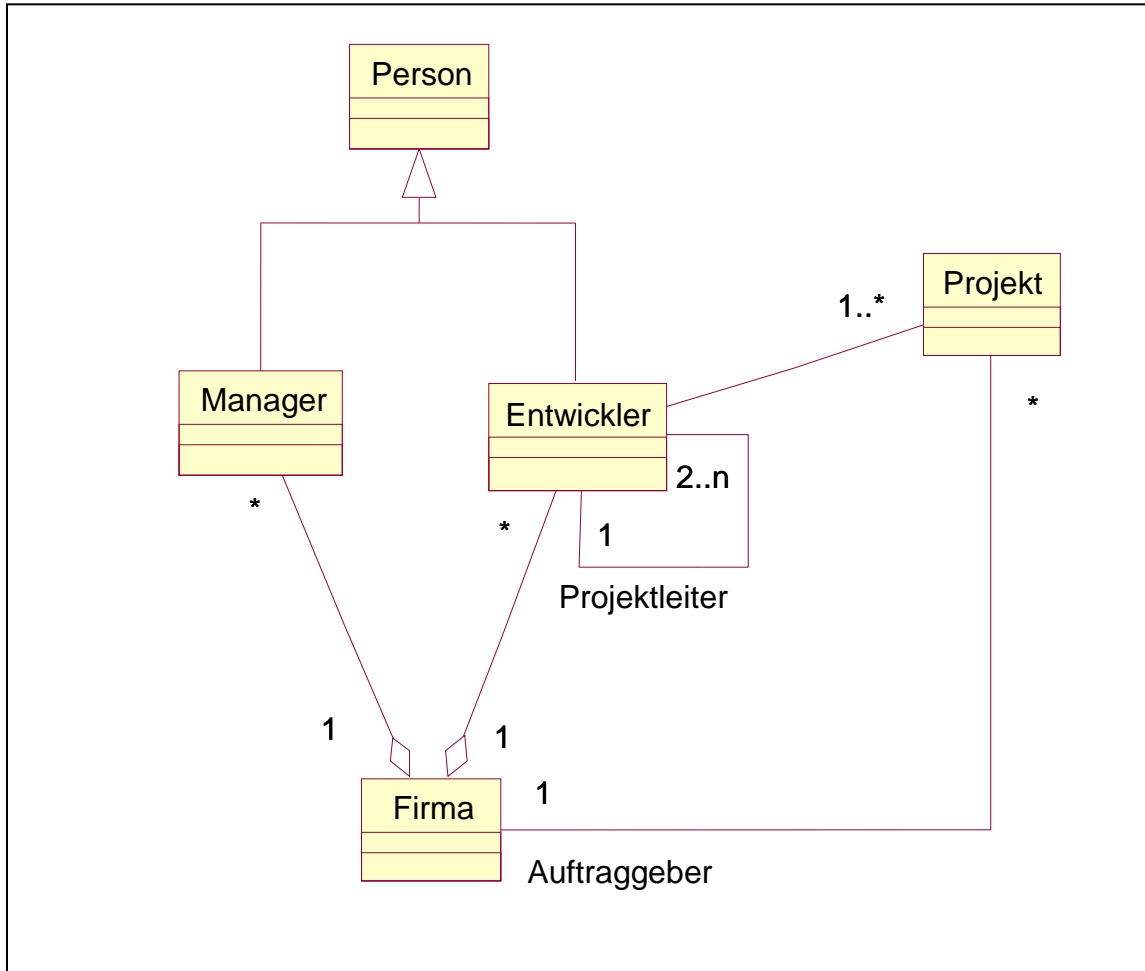 Person
Projekt
1..*
Manager
Entwickler
*
2..n
*
*
1
Projektleiter
1
1
1
Firma
Auftraggeber